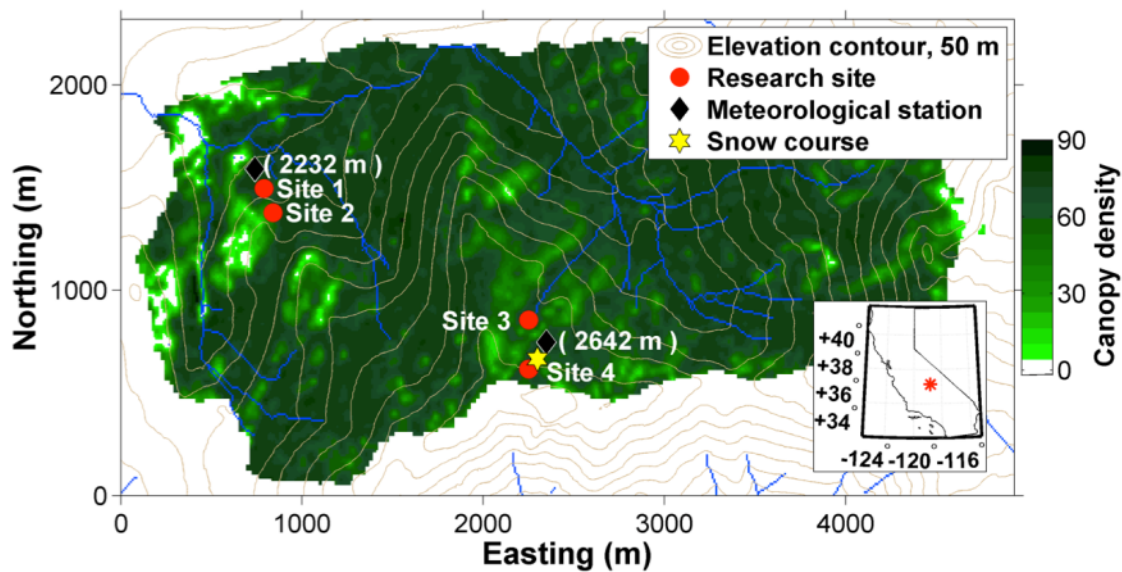 Elevation contour, 50 m
Research site
Meteorological station
Snow course
2000
1000
0
Northing (m)
( 2232 m )
Site 1
Site 2
Site 3
( 2642 m )
Site 4
90
60
30
0
Canopy density
+40
+38
+36
+34
-124 -120 -116
0 1000 2000 3000 4000
Easting (m)